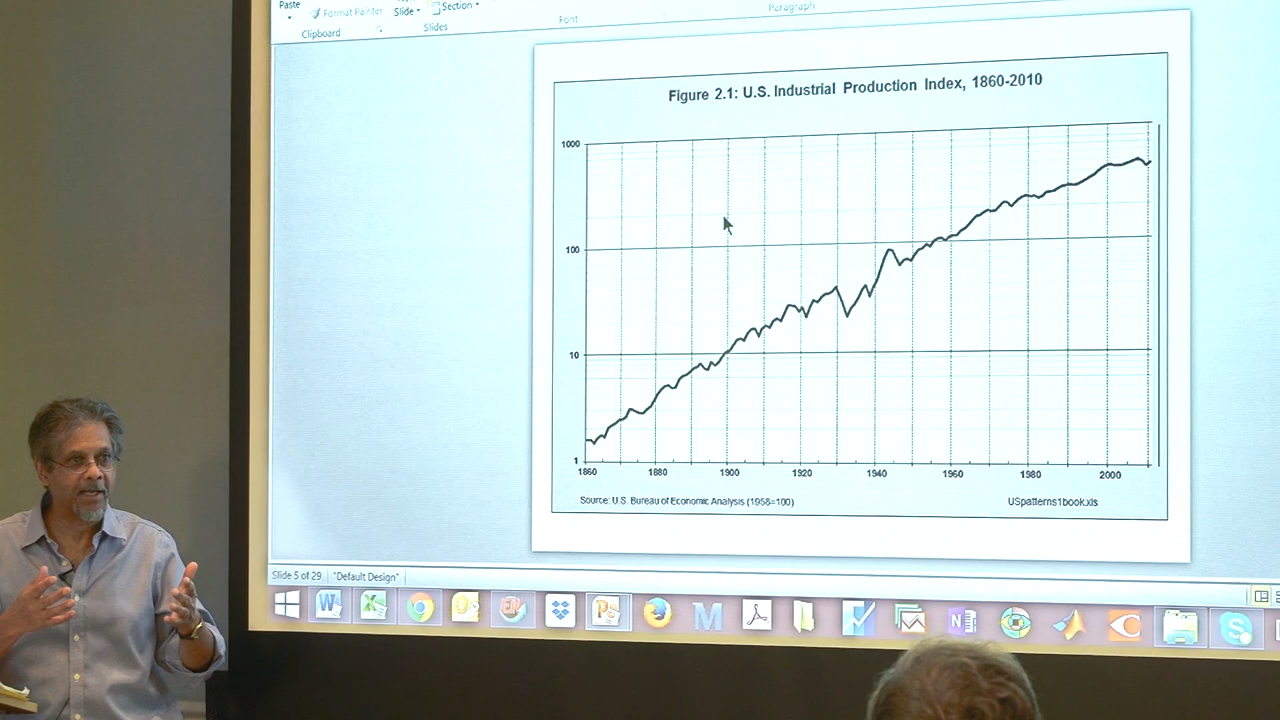 Paste
Format Painter
Slide
Section
Clipboard
Slides
Font
Paragraph
Figure 2.1: U.S. Industrial Production Index, 1860-2010
1000
100
10
1
1860 1880 1900 1920 1940 1960 1980 2000
Source: U.S. Bureau of Economic Analysis (1958=100)
USpatterns1book.xls
Slide 5 of 29 "Default Design"